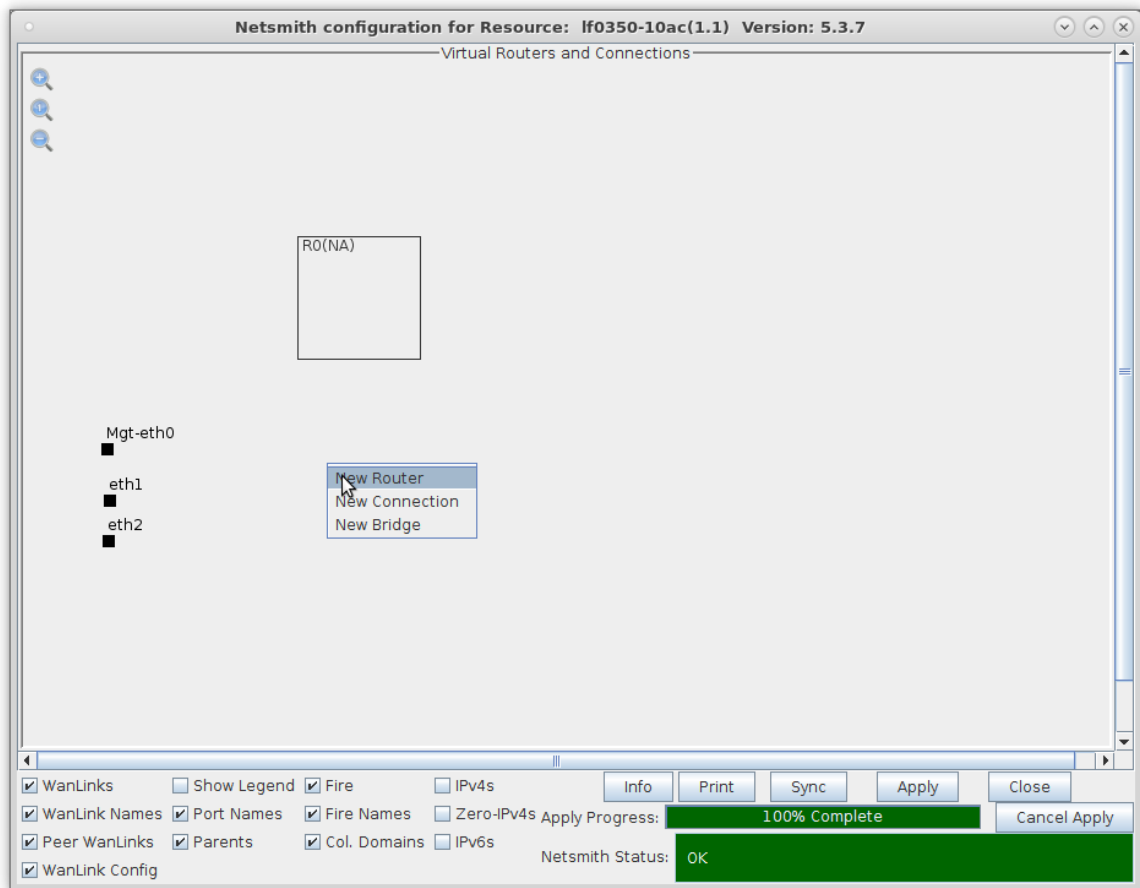 Netsmith configuration for Resource: lf0350-10ac(1.1) Version: 5.3.7
Virtual Routers and Connections
R0(NA)
Mgt-eth0
eth1
eth2
New Router
New Connection
New Bridge
WanLinks Show Legend Fire IPv4s Info Print Sync Apply Close
WanLink Names Port Names Fire Names Zero-IPv4s Apply Progress: 100% Complete Cancel Apply
Peer WanLinks Parents Col. Domains IPv6s Netsmith Status: OK
WanLink Config